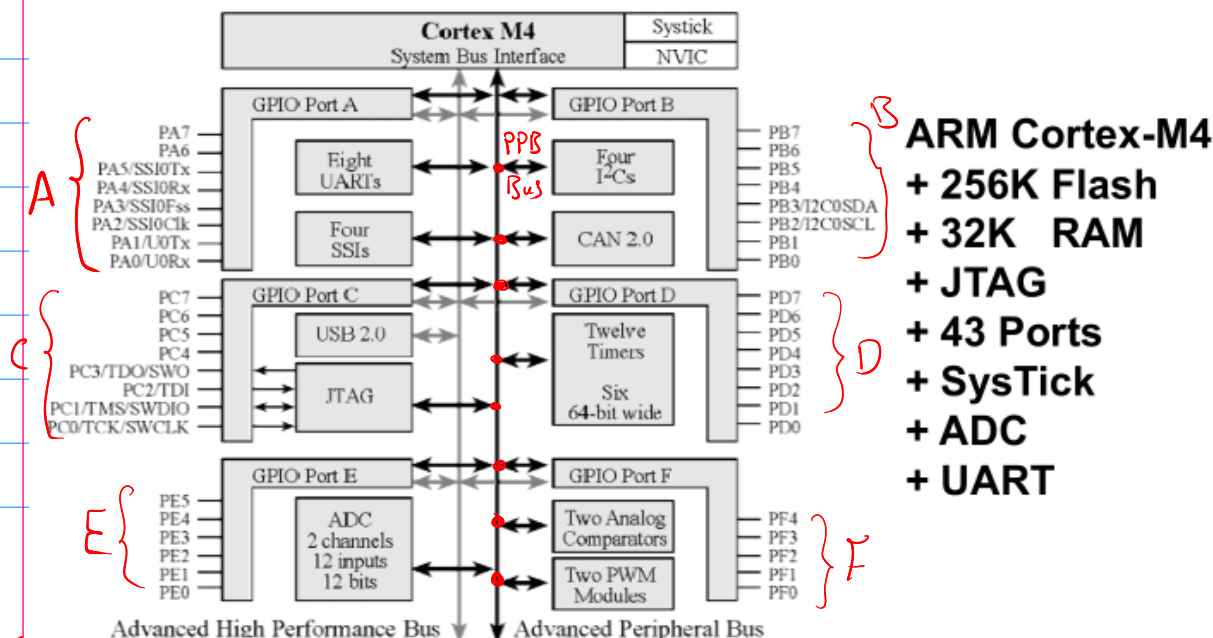 Cortex M4
System Bus Interface
Systick
NVIC
GPIO Port A
GPIO Port B
A
PA7
PA6
PA5/SSI0Tx
PA4/SSI0Rx
PA3/SSI0Fss
PA2/SSI0Clk
PA1/U0Tx
PA0/U0Rx
Eight
UARTs
Four
SSIs
PPB
Bus
Four
I2Cs
CAN 2.0
PB7
PB6
PB5
PB4
PB3/I2C0SDA
PB2/I2C0SCL
PB1
PB0
B
GPIO Port C
GPIO Port D
C
PC7
PC6
PC5
PC4
PC3/TDO/SWO
PC2/TDI
PC1/TMS/SWDIO
PC0/TCK/SWCLK
USB 2.0
JTAG
Twelve
Timers
Six
64-bit wide
PD7
PD6
PD5
PD4
PD3
PD2
PD1
PD0
D
GPIO Port E
GPIO Port F
E
PE5
PE4
PE3
PE2
PE1
PE0
ADC
2 channels
12 inputs
12 bits
Two Analog
Comparators
Two PWM
Modules
PF4
PF3
PF2
PF1
PF0
F
Advanced High Performance Bus
Advanced Peripheral Bus
ARM Cortex-M4
+ 256K Flash
+ 32K RAM
+ JTAG
+ 43 Ports
+ SysTick
+ ADC
+ UART